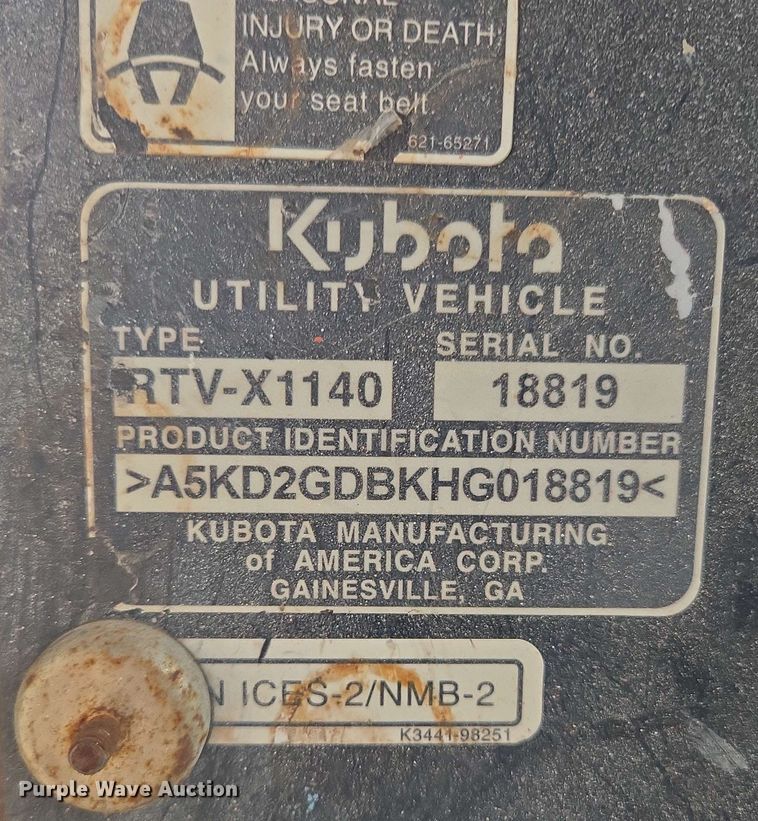 INJURY OR DEATH
Always fasten
your seat belt.
621-65271
Kubota
UTILITY VEHICLE
TYPE SERIAL NO.
RTV-X1140 18819
PRODUCT IDENTIFICATION NUMBER
>A5KD2GDBKHG018819<
KUBOTA MANUFACTURING
of AMERICA CORP.
GAINESVILLE, GA
ICES-2/NMB-2
K3441-98251
Purple Wave Auction